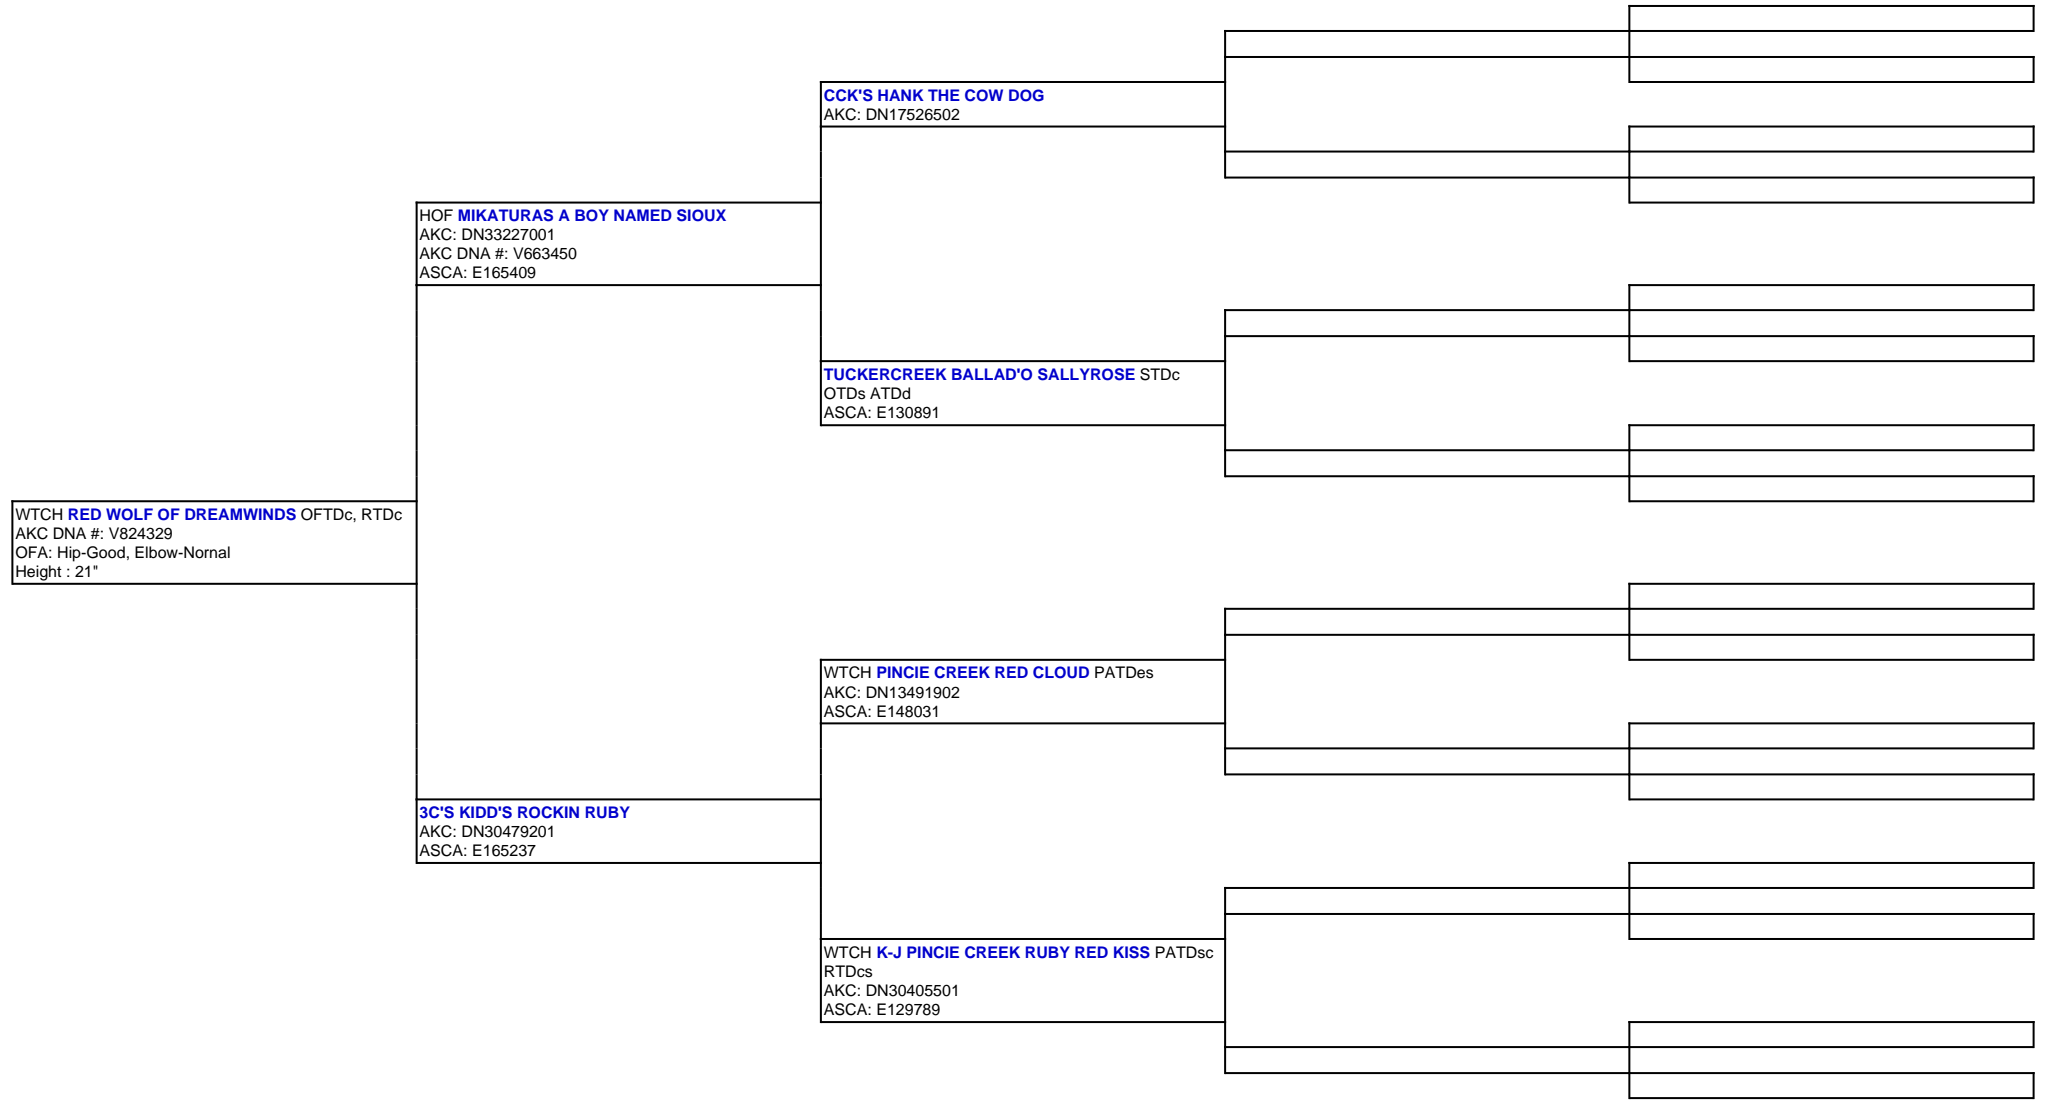 CCK'S HANK THE COW DOG
AKC: DN17526502
HOF MIKATURAS A BOY NAMED SIOUX
AKC: DN33227001
AKC DNA #: V663450
ASCA: E165409
TUCKERCREEK BALLAD'O SALLYROSE STDc
OTDs ATDd
ASCA: E130891
WTCH RED WOLF OF DREAMWINDS OFTDc, RTDc
AKC DNA #: V824329
OFA: Hip-Good, Elbow-Nornal
Height : 21"
WTCH PINCIE CREEK RED CLOUD PATDes
AKC: DN13491902
ASCA: E148031
3C'S KIDD'S ROCKIN RUBY
AKC: DN30479201
ASCA: E165237
WTCH K-J PINCIE CREEK RUBY RED KISS PATDsc
RTDcs
AKC: DN30405501
ASCA: E129789